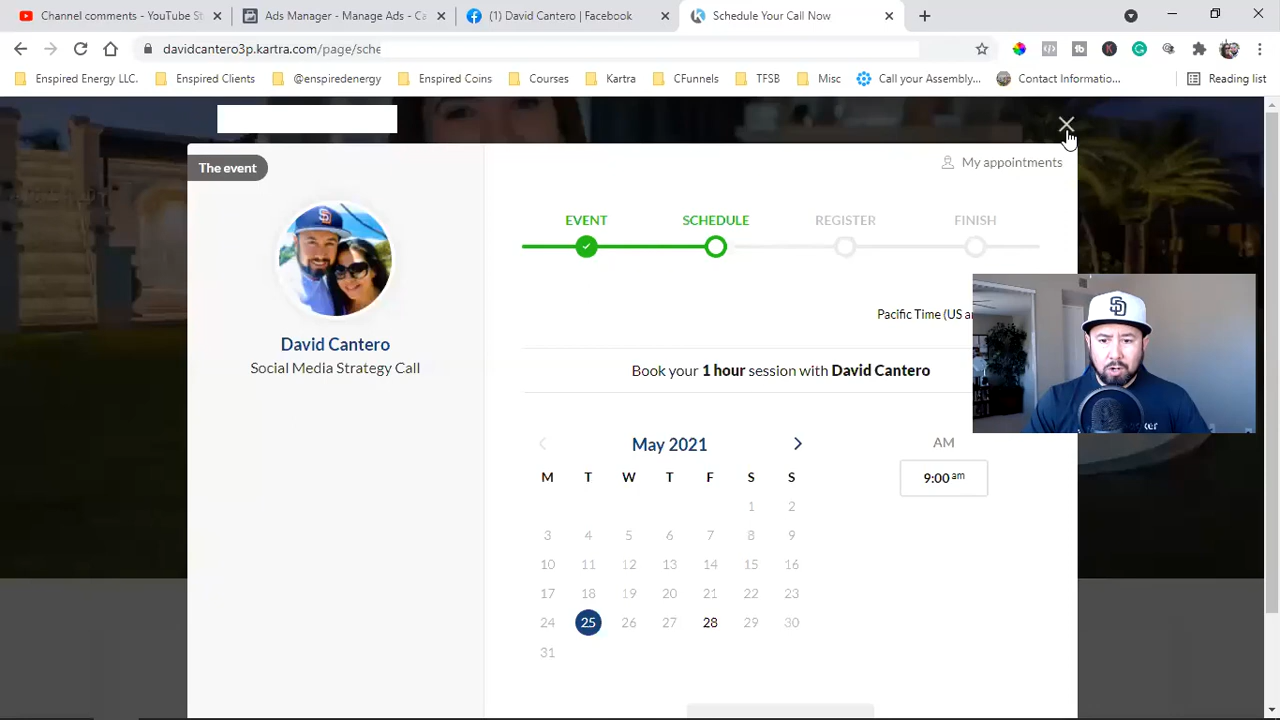 Channel comments - YouTube St
Ads Manager - Manage Ads - Ca
(1) David Cantero | Facebook
Schedule Your Call Now
davidcantero3p.kartra.com/page/sche
Enspired Energy LLC.
Enspired Clients
@enspiredenergy
Enspired Coins
Courses
Kartra
CFunnels
TFSB
Misc
Call your Assembly...
Contact Informatio...
Reading list
The event
My appointments
EVENT SCHEDULE REGISTER FINISH
David Cantero
Social Media Strategy Call
Pacific Time (US a
Book your 1 hour session with David Cantero
May 2021
AM
M T W T F S S
9:00 am
1 2
3 4 5 6 7 8 9
10 11 12 13 14 15 16
17 18 19 20 21 22 23
24 25 26 27 28 29 30
31
SD